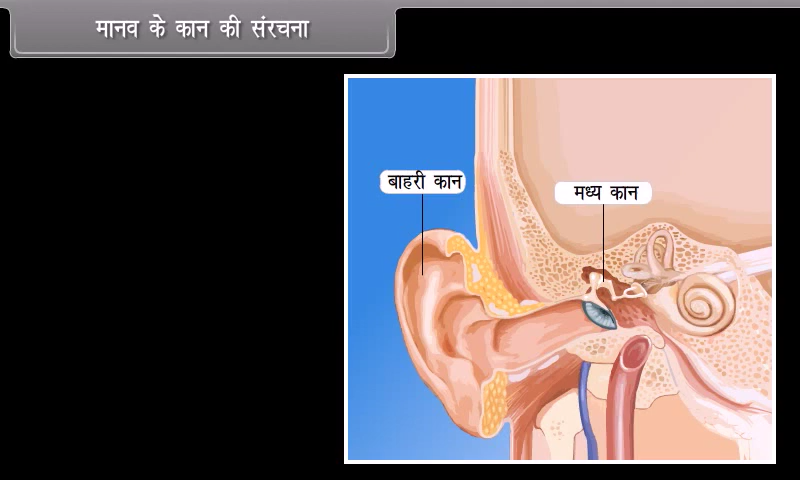 मानव के कान की संरचना
बाहरी कान
मध्य कान